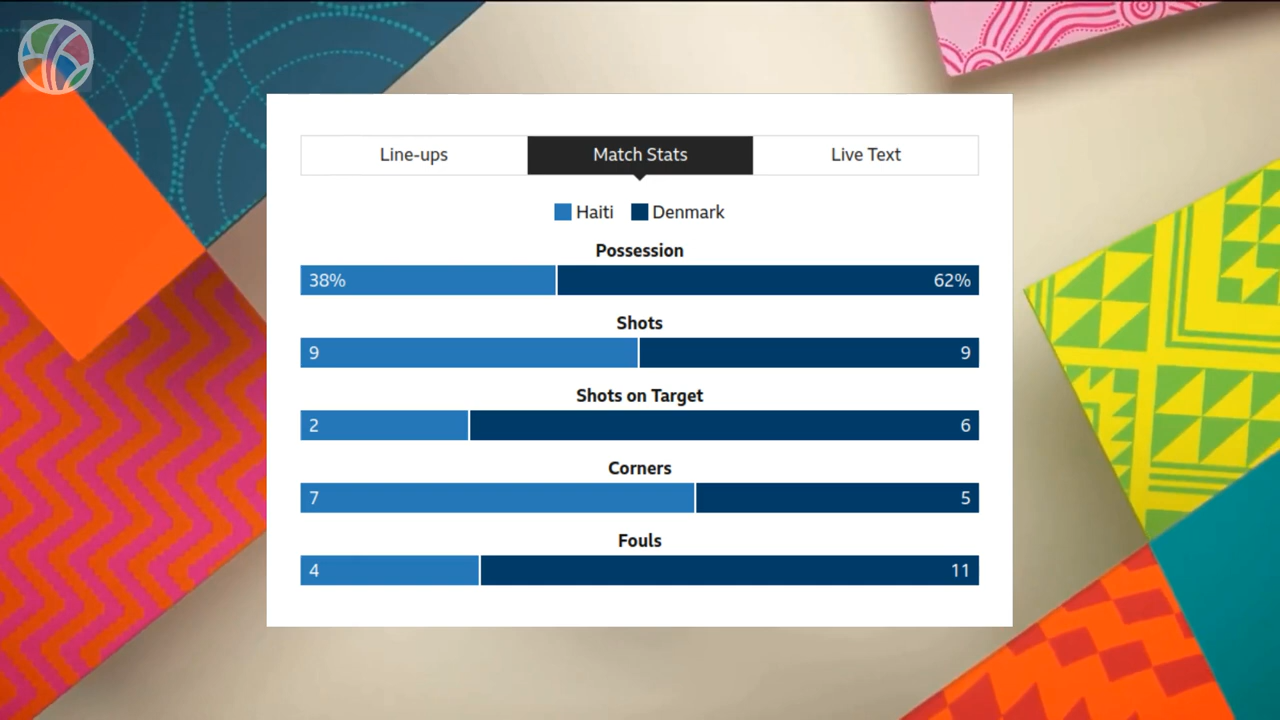 Line-ups Match Stats Live Text
Haiti Denmark
Possession
38% 62%
Shots
9 9
Shots on Target
2 6
Corners
7 5
Fouls
4 11